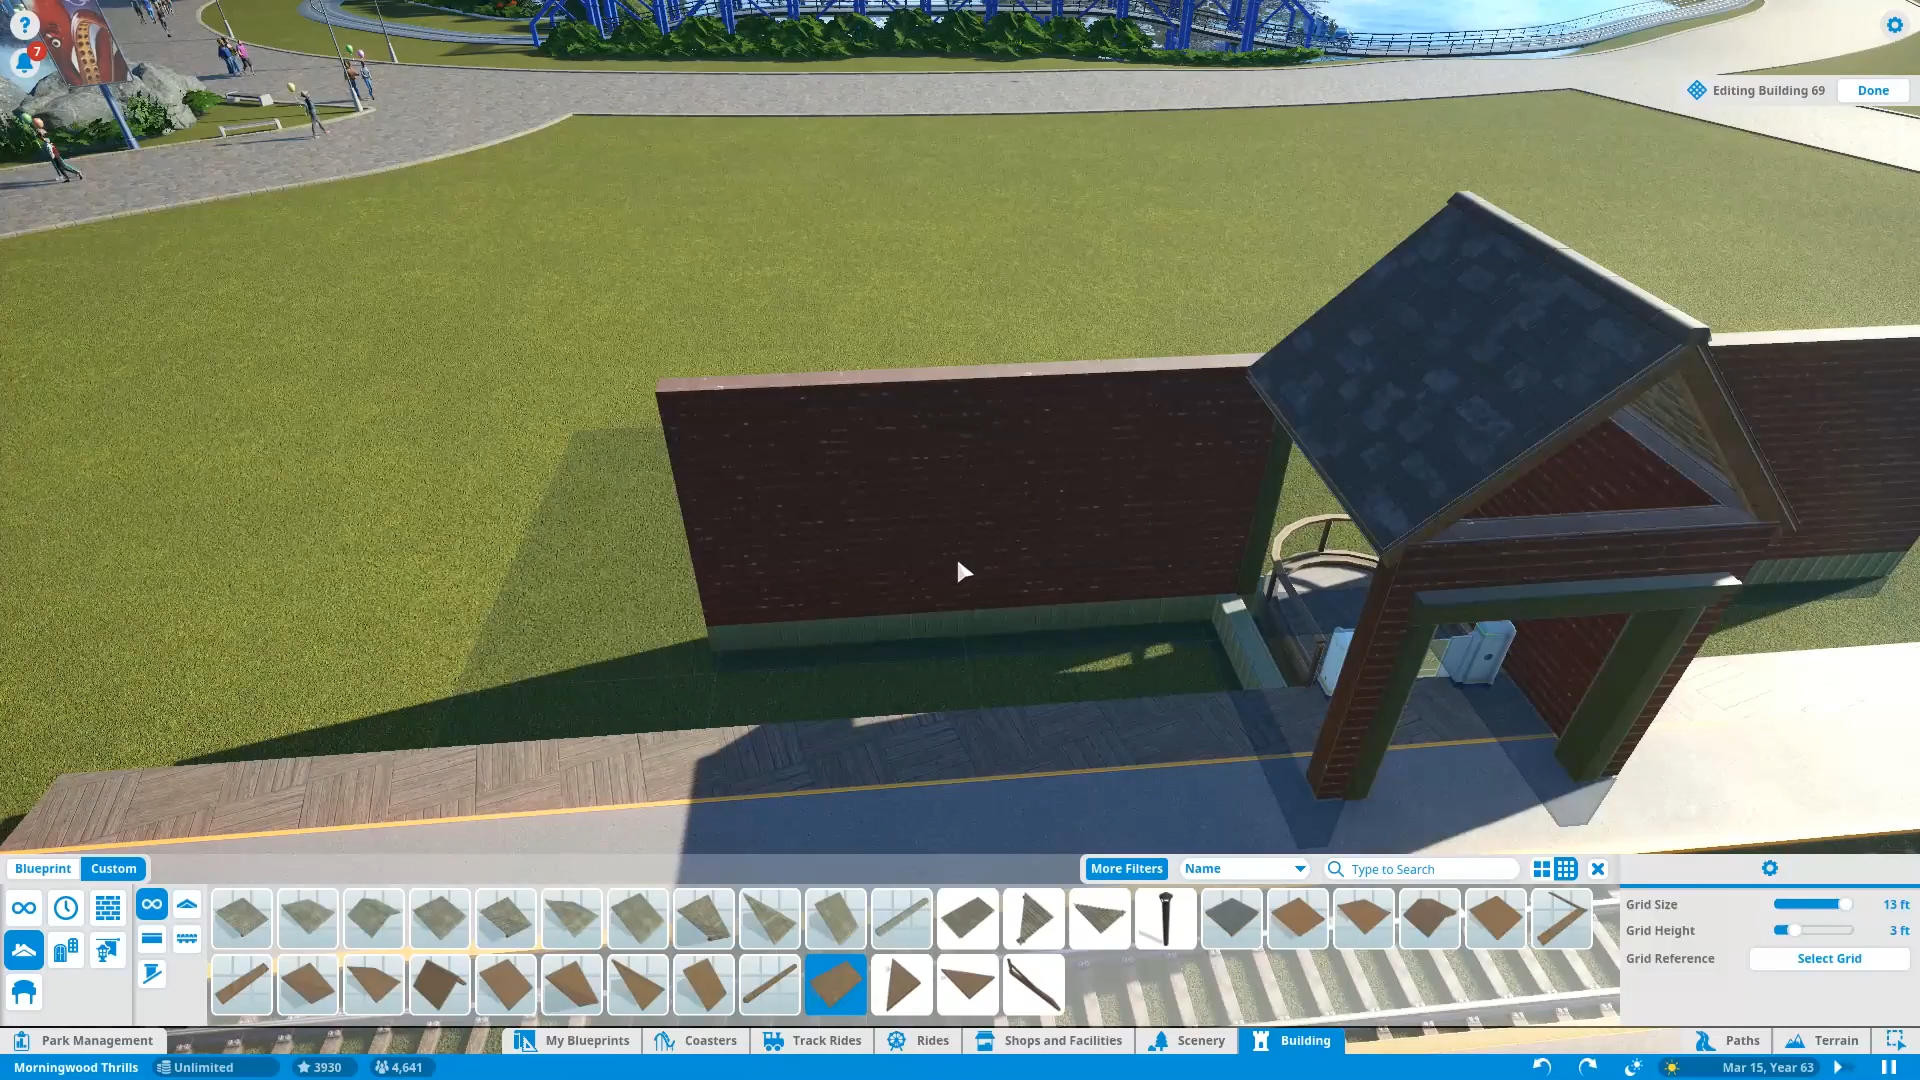 ?
7
Editing Building 69 Done
Blueprint Custom
More Filters Name Type to Search
Grid Size 13 ft
Grid Height 3 ft
Grid Reference Select Grid
Park Management My Blueprints Coasters Track Rides Rides Shops and Facilities Scenery Building Paths Terrain
Morningwood Thrills Unlimited 3930 4,641 Mar 15, Year 63